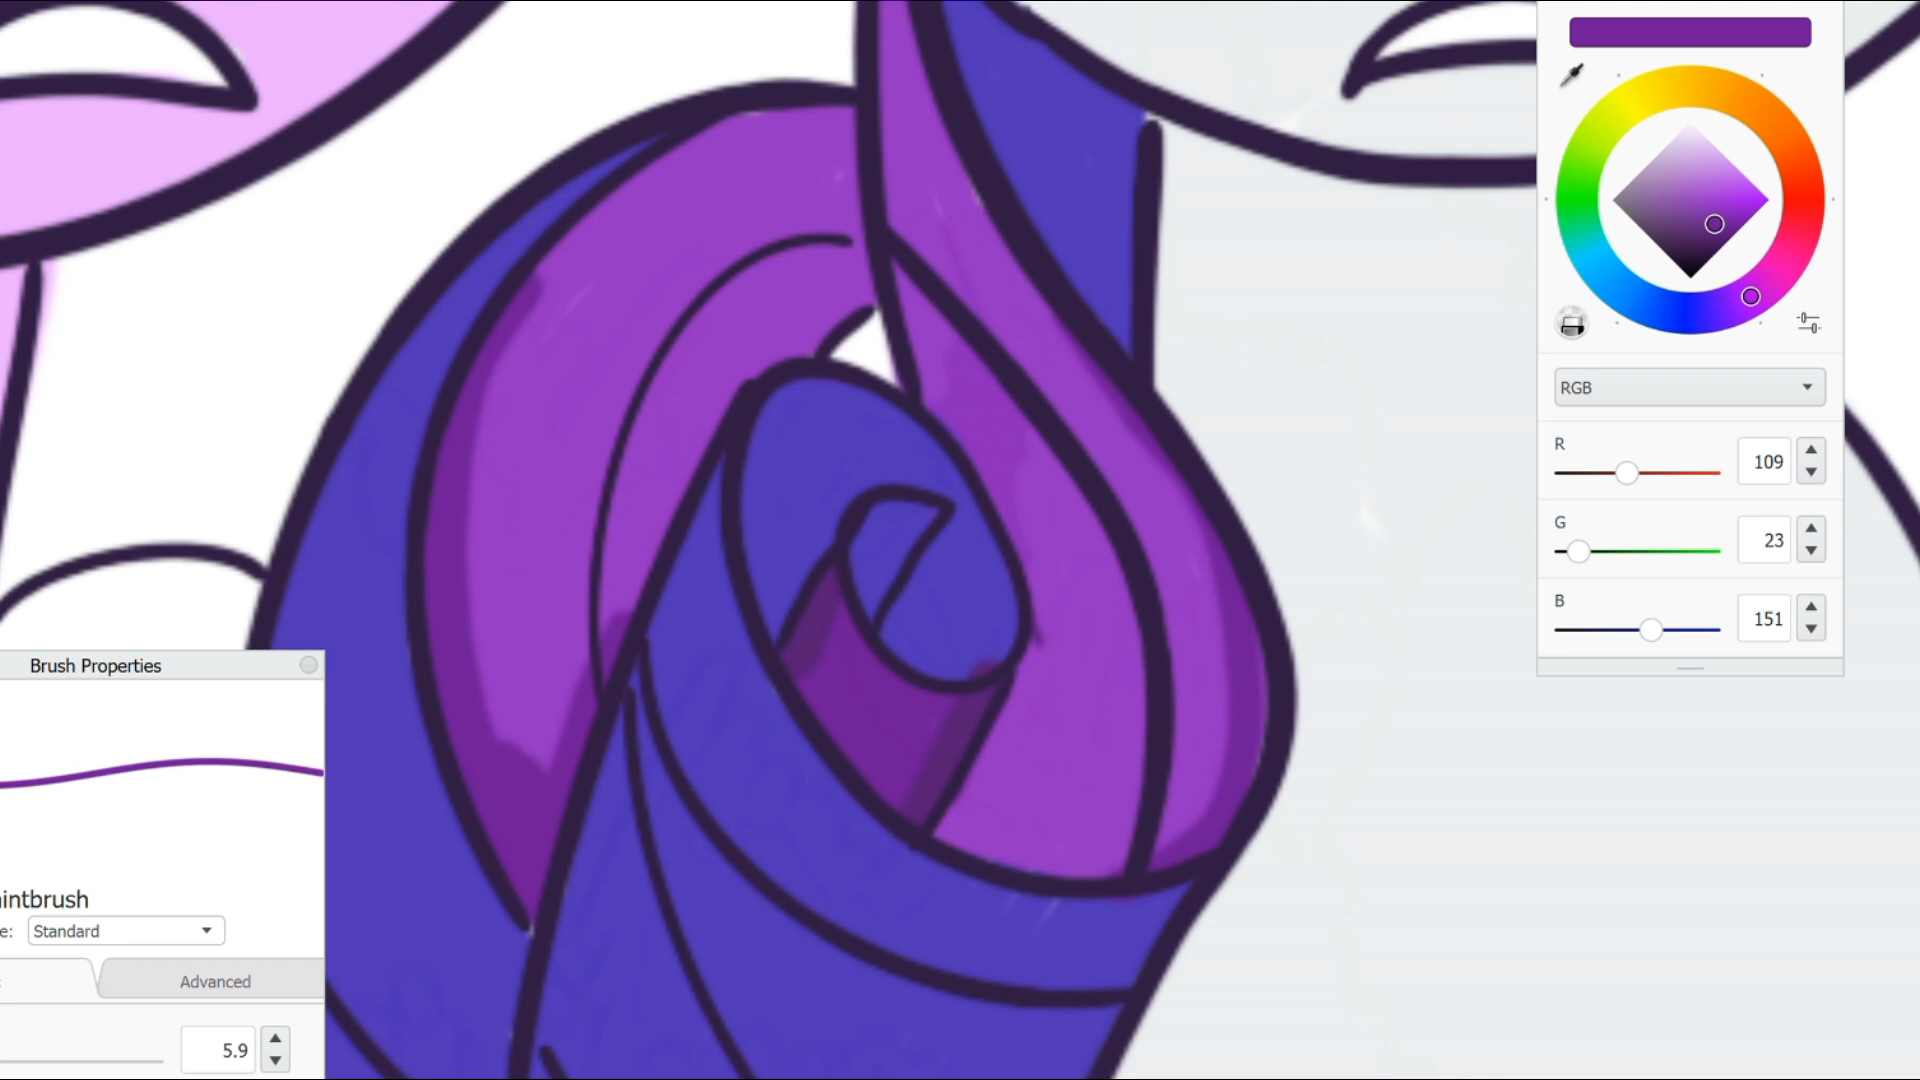 RGB
R
109
G
23
B
151
Brush Properties
intbrush
e: Standard
Advanced
5.9